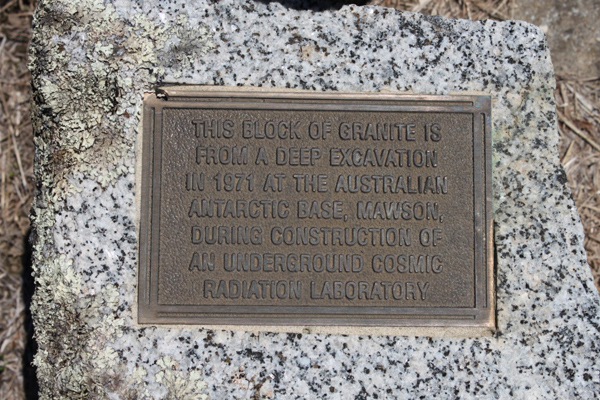 THIS BLOCK OF GRANITE IS
FROM A DEEP EXCAVATION
IN 1971 AT THE AUSTRALIAN
ANTARCTIC BASE, MAWSON,
DURING CONSTRUCTION OF
AN UNDERGROUND COSMIC
RADIATION LABORATORY